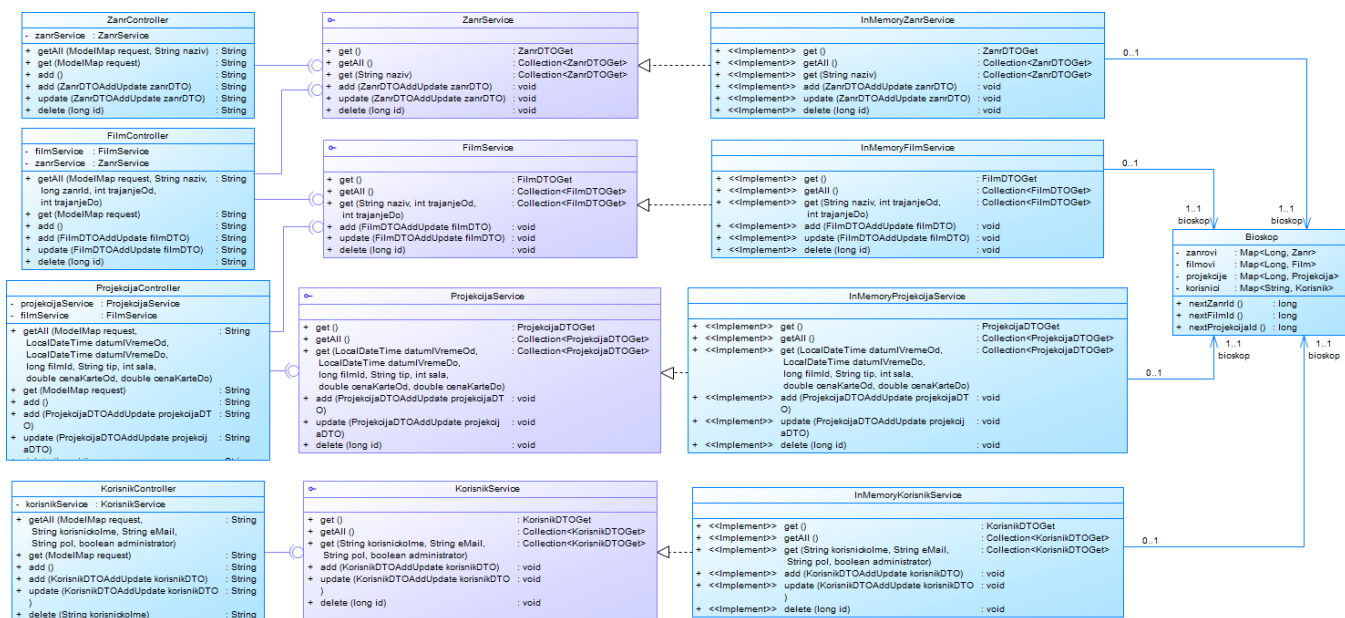 ZanrController
- zanrService : ZanrService
+ getAll (ModelMap request, String naziv) : String
+ get (ModelMap request) : String
+ add () : String
+ add (ZanrDTOAddUpdate zanrDTO) : String
+ update (ZanrDTOAddUpdate zanrDTO) : String
+ delete (long id) : String
ZanrService
+ get () : ZanrDTOGet
+ getAll () : Collection<ZanrDTOGet>
+ get (String naziv) : Collection<ZanrDTOGet>
+ add (ZanrDTOAddUpdate zanrDTO) : void
+ update (ZanrDTOAddUpdate zanrDTO) : void
+ delete (long id) : void
InMemoryZanrService
+ <<Implement>> get () : ZanrDTOGet
+ <<Implement>> getAll () : Collection<ZanrDTOGet>
+ <<Implement>> get (String naziv) : Collection<ZanrDTOGet>
+ <<Implement>> add (ZanrDTOAddUpdate zanrDTO) : void
+ <<Implement>> update (ZanrDTOAddUpdate zanrDTO) : void
+ <<Implement>> delete (long id) : void
0..1
FilmController
- filmService : FilmService
- zanrService : ZanrService
+ getAll (ModelMap request, String naziv, : String
long zanrId, int trajanjeOd,
int trajanjeDo)
+ get (ModelMap request) : String
+ add () : String
+ add (FilmDTOAddUpdate filmDTO) : String
+ update (FilmDTOAddUpdate filmDTO) : String
+ delete (long id) : String
FilmService
+ get () : FilmDTOGet
+ getAll () : Collection<FilmDTOGet>
+ get (String naziv, int trajanjeOd, : Collection<FilmDTOGet>
int trajanjeDo)
+ add (FilmDTOAddUpdate filmDTO) : void
+ update (FilmDTOAddUpdate filmDTO) : void
+ delete (long id) : void
InMemoryFilmService
+ <<Implement>> get () : FilmDTOGet
+ <<Implement>> getAll () : Collection<FilmDTOGet>
+ <<Implement>> get (String naziv, int trajanjeOd, : Collection<FilmDTOGet>
int trajanjeDo)
+ <<Implement>> add (FilmDTOAddUpdate filmDTO) : void
+ <<Implement>> update (FilmDTOAddUpdate filmDTO) : void
+ <<Implement>> delete (long id) : void
0..1
1..1
bioskop
1..1
bioskop
Bioskop
- zanrovi : Map<Long, Zanr>
- filmovi : Map<Long, Film>
- projekcije : Map<Long, Projekcija>
- korisnici : Map<String, Korisnik>
+ nextZanrId () : long
+ nextFilmId () : long
+ nextProjekcijaId () : long
1..1
bioskop
1..1
bioskop
ProjekcijaController
- projekcijaService : ProjekcijaService
- filmService : FilmService
+ getAll (ModelMap request, : String
LocalDateTime datumIVremeOd,
LocalDateTime datumIVremeDo,
long filmId, String tip, int sala,
double cenaKarteOd, double cenaKarteDo)
+ get (ModelMap request) : String
+ add () : String
+ add (ProjekcijaDTOAddUpdate projekcijaDT : String
O)
+ update (ProjekcijaDTOAddUpdate projekcij : String
aDTO)
ProjekcijaService
+ get () : ProjekcijaDTOGet
+ getAll () : Collection<ProjekcijaDTOGet>
+ get (LocalDateTime datumIVremeOd, : Collection<ProjekcijaDTOGet>
LocalDateTime datumIVremeDo,
long filmId, String tip, int sala,
double cenaKarteOd, double cenaKarteDo)
+ add (ProjekcijaDTOAddUpdate projekcijaDT : void
O)
+ update (ProjekcijaDTOAddUpdate projekcij : void
aDTO)
+ delete (long id) : void
InMemoryProjekcijaService
+ <<Implement>> get () : ProjekcijaDTOGet
+ <<Implement>> getAll () : Collection<ProjekcijaDTOGet>
+ <<Implement>> get (LocalDateTime datumIVremeOd, : Collection<ProjekcijaDTOGet>
LocalDateTime datumIVremeDo,
long filmId, String tip, int sala,
double cenaKarteOd, double cenaKarteDo)
+ <<Implement>> add (ProjekcijaDTOAddUpdate projekcijaDT : void
O)
+ <<Implement>> update (ProjekcijaDTOAddUpdate projekcij : void
aDTO)
+ <<Implement>> delete (long id) : void
0..1
KorisnikController
- korisnikService : KorisnikService
+ getAll (ModelMap request, : String
String korisnickoIme, String eMail,
String pol, boolean administrator)
+ get (ModelMap request) : String
+ add () : String
+ add (KorisnikDTOAddUpdate korisnikDTO) : String
+ update (KorisnikDTOAddUpdate korisnikDTO : String
)
+ delete (String korisnickoIme) : String
KorisnikService
+ get () : KorisnikDTOGet
+ getAll () : Collection<KorisnikDTOGet>
+ get (String korisnickoIme, String eMail, : Collection<KorisnikDTOGet>
String pol, boolean administrator)
+ add (KorisnikDTOAddUpdate korisnikDTO) : void
+ update (KorisnikDTOAddUpdate korisnikDTO : void
)
+ delete (long id) : void
InMemoryKorisnikService
+ <<Implement>> get () : KorisnikDTOGet
+ <<Implement>> getAll () : Collection<KorisnikDTOGet>
+ <<Implement>> get (String korisnickoIme, String eMail, : Collection<KorisnikDTOGet>
String pol, boolean administrator)
+ <<Implement>> add (KorisnikDTOAddUpdate korisnikDTO) : void
+ <<Implement>> update (KorisnikDTOAddUpdate korisnikDTO : void
)
+ <<Implement>> delete (long id) : void
0..1